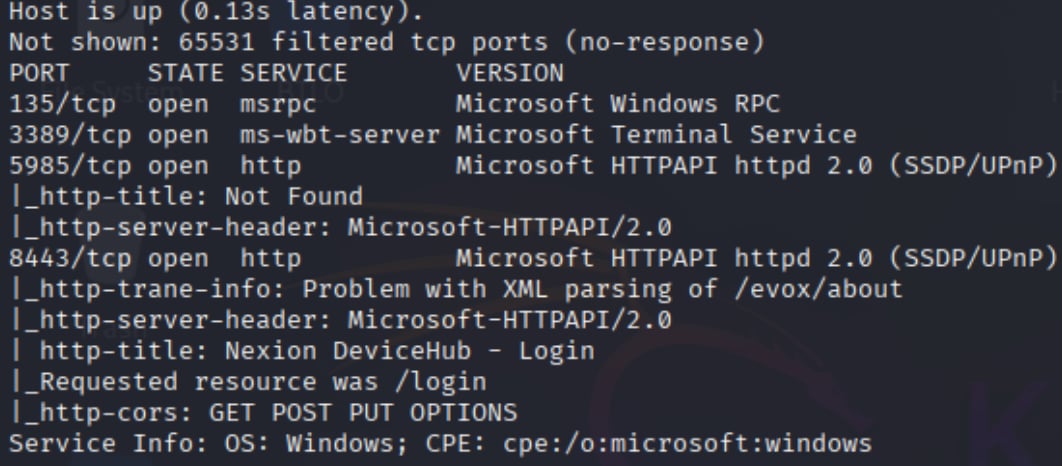 Host is up (0.13s latency).
Not shown: 65531 filtered tcp ports (no-response)
PORT     STATE SERVICE       VERSION
135/tcp  open  msrpc         Microsoft Windows RPC
3389/tcp open  ms-wbt-server Microsoft Terminal Service
5985/tcp open  http          Microsoft HTTPAPI httpd 2.0 (SSDP/UPnP)
|_http-title: Not Found
|_http-server-header: Microsoft-HTTPAPI/2.0
8443/tcp open  http          Microsoft HTTPAPI httpd 2.0 (SSDP/UPnP)
|_http-trane-info: Problem with XML parsing of /evox/about
|_http-server-header: Microsoft-HTTPAPI/2.0
| http-title: Nexion DeviceHub - Login
|_Requested resource was /login
|_http-cors: GET POST PUT OPTIONS
Service Info: OS: Windows; CPE: cpe:/o:microsoft:windows